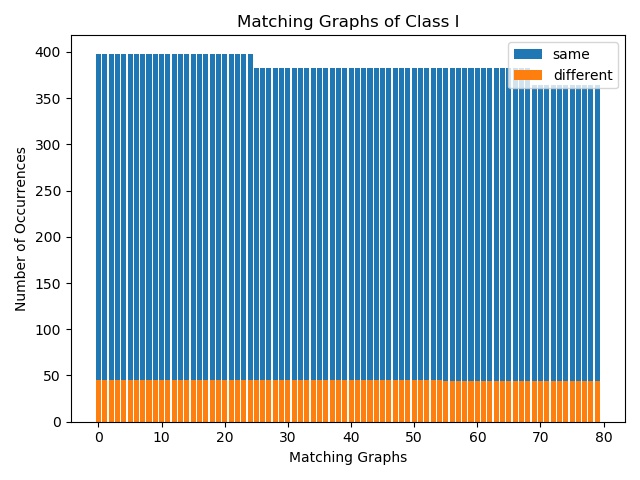 Matching Graphs of Class I
same
different
400
350
300
250
200
150
100
50
0
Number of Occurrences
0 10 20 30 40 50 60 70 80
Matching Graphs